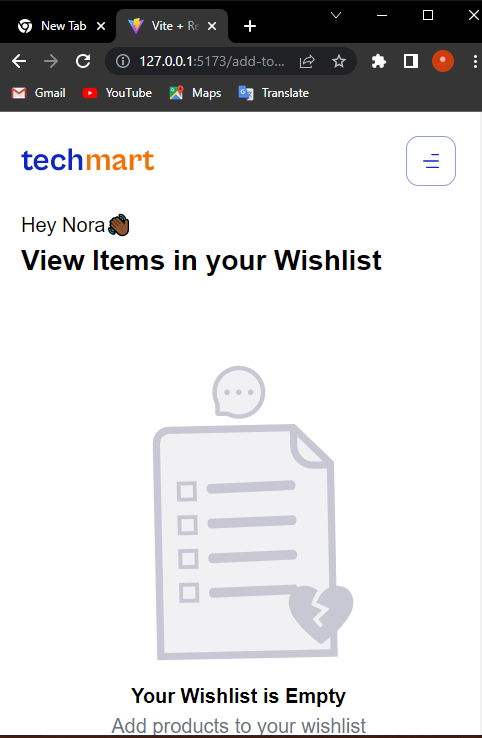 New Tab
Vite + Re
127.0.0.1:5173/add-to...
Gmail
YouTube
Maps
Translate
techmart
Hey Nora👋🏾
View Items in your Wishlist
Your Wishlist is Empty
Add products to your wishlist